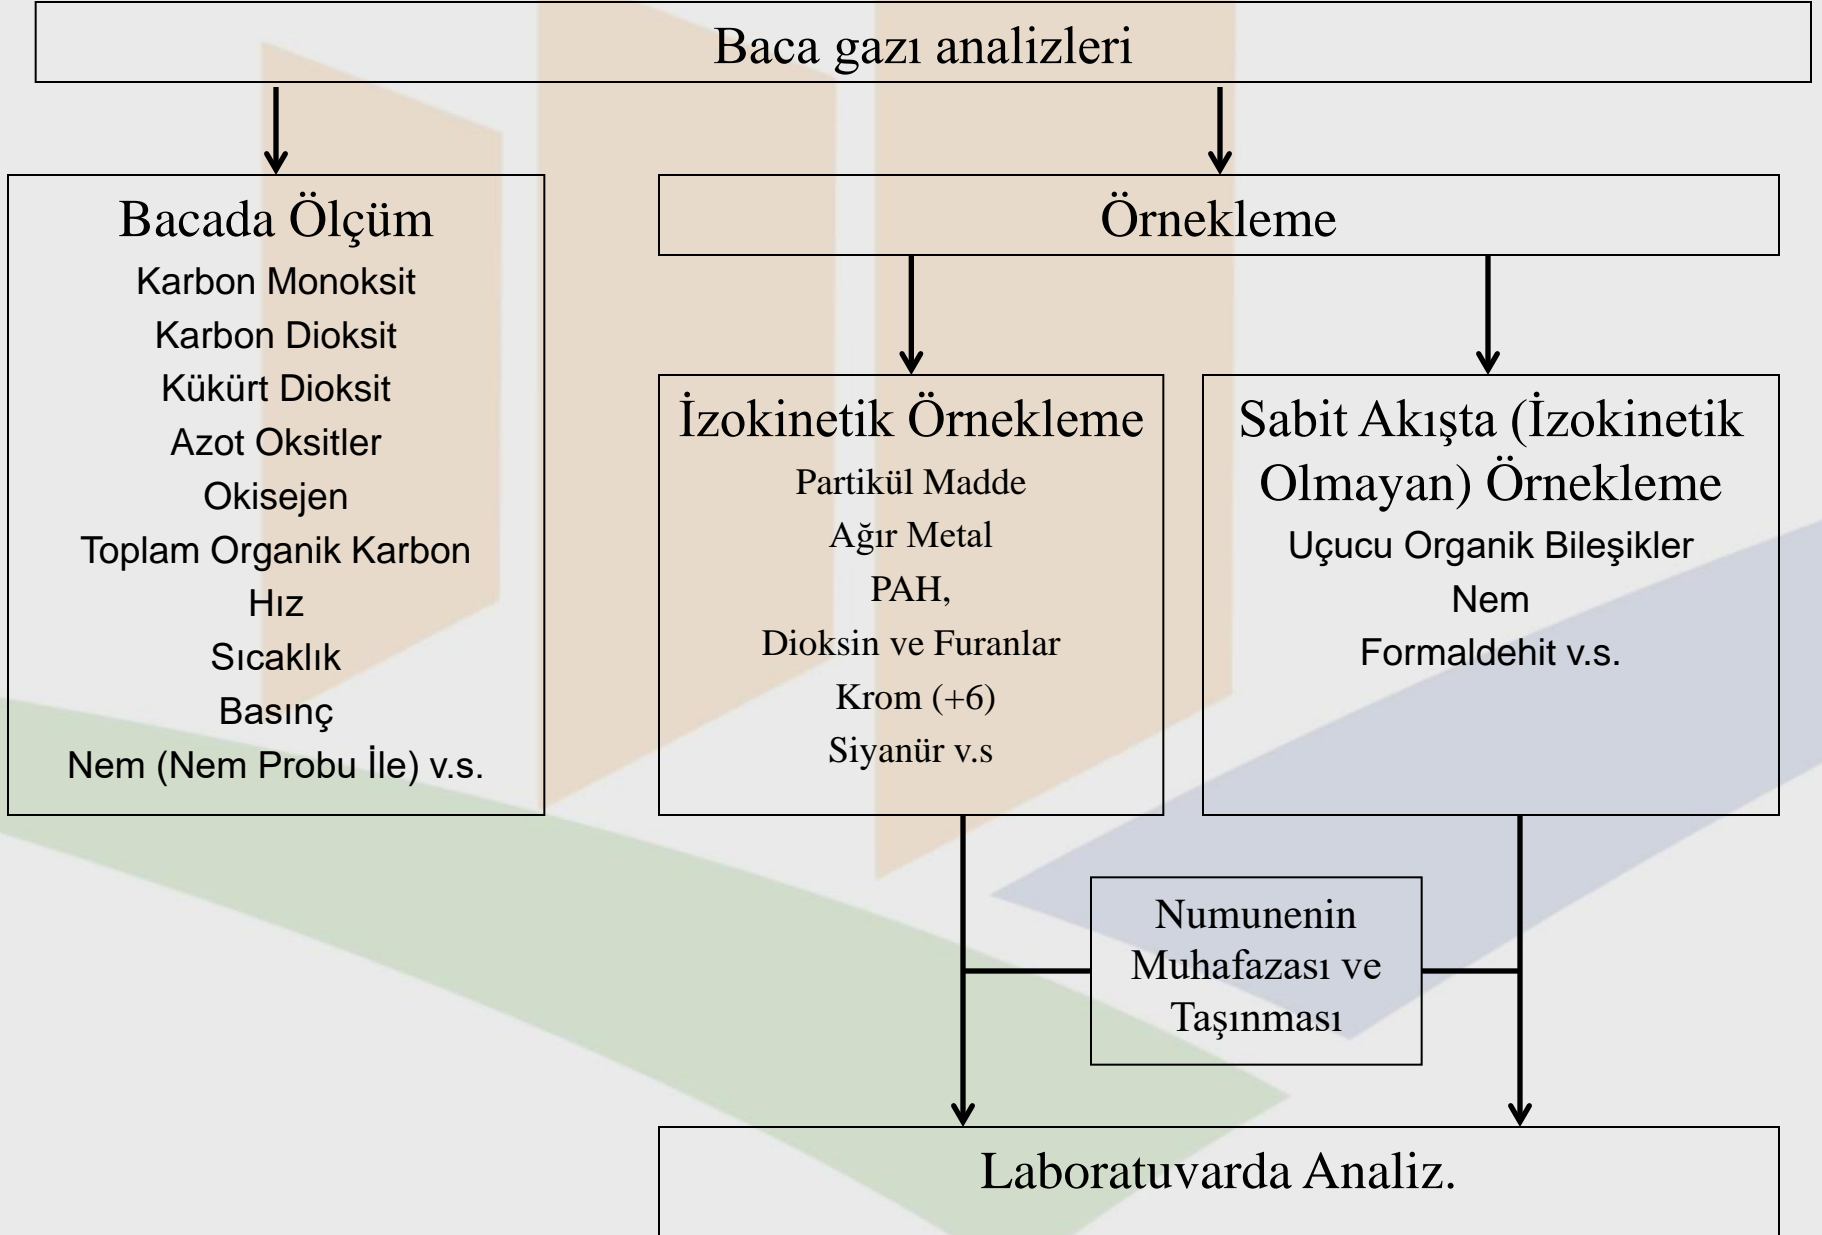 Baca gazı analizleri
Bacada Ölçüm
Karbon Monoksit
Karbon Dioksit
Kükürt Dioksit
Azot Oksitler
Okisejen
Toplam Organik Karbon
Hız
Sıcaklık
Basınç
Nem (Nem Probu İle) v.s.
Örnekleme
İzokinetik Örnekleme
Partikül Madde
Ağır Metal
PAH,
Dioksin ve Furanlar
Krom (+6)
Siyanür v.s
Sabit Akışta (İzokinetik
Olmayan) Örnekleme
Uçucu Organik Bileşikler
Nem
Formaldehit v.s.
Numunenin
Muhafazası ve
Taşınması
Laboratuvarda Analiz.